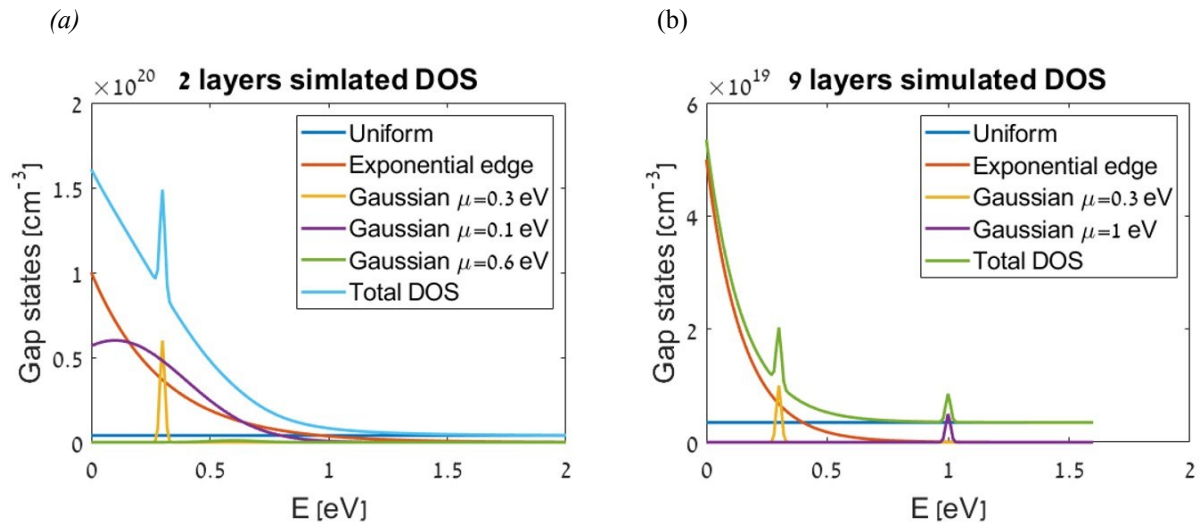 (a)
×10^20 2 layers simlated DOS
2
1.5
1
0.5
0
Gap states [cm^-3]
Uniform
Exponential edge
Gaussian μ=0.3 eV
Gaussian μ=0.1 eV
Gaussian μ=0.6 eV
Total DOS
0 0.5 1 1.5 2
E [eV]
(b)
×10^19 9 layers simulated DOS
6
4
2
0
Gap states [cm^-3]
Uniform
Exponential edge
Gaussian μ=0.3 eV
Gaussian μ=1 eV
Total DOS
0 0.5 1 1.5 2
E [eV]